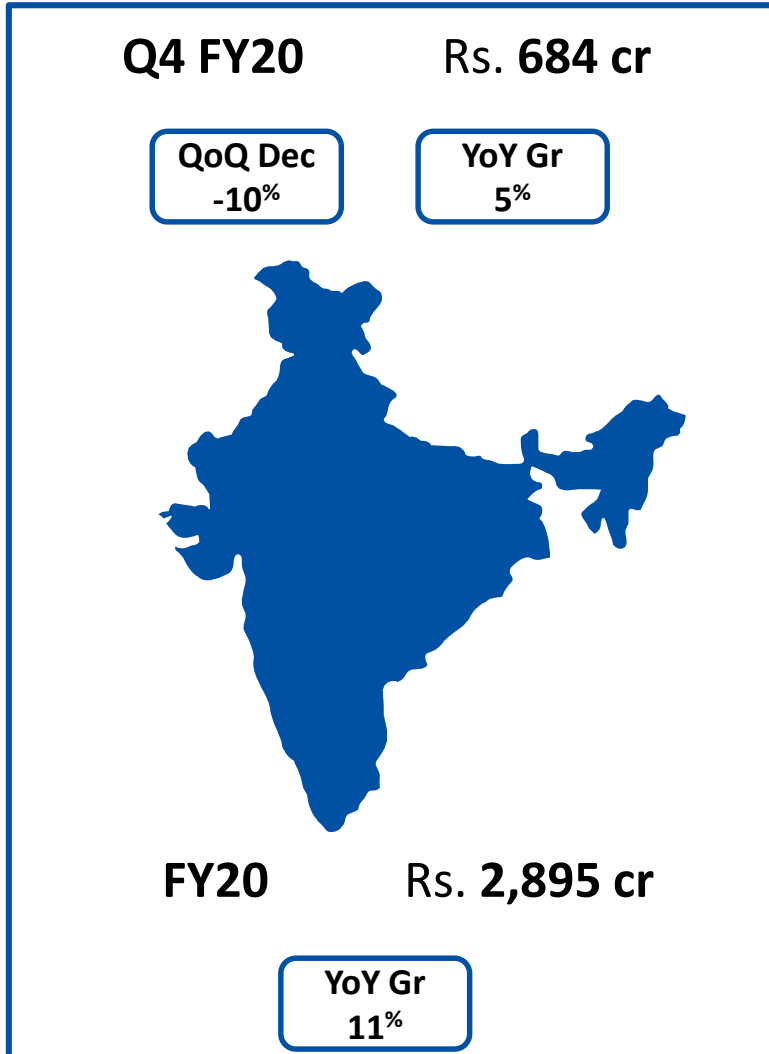 Q4 FY20 Rs. 684 cr
QoQ Dec
-10%
YoY Gr
5%
FY20 Rs. 2,895 cr
YoY Gr
11%